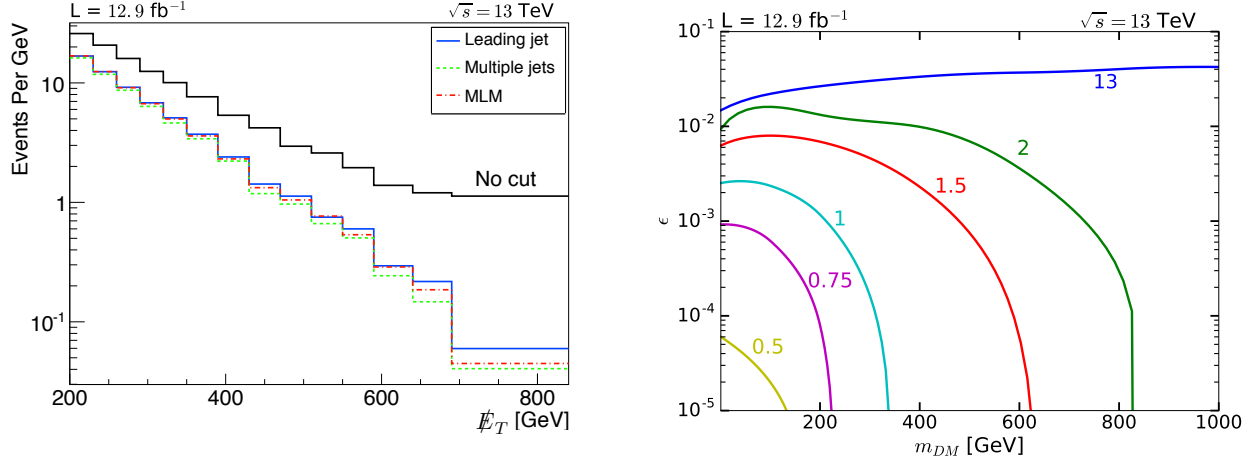 L = 12.9 fb⁻¹ √s = 13 TeV
Events Per GeV
10
1
10⁻¹
Leading jet
Multiple jets
MLM
No cut
200 400 600 800
E̸_T [GeV]
L = 12.9 fb⁻¹ √s = 13 TeV
ϵ
10⁻¹
10⁻²
10⁻³
10⁻⁴
10⁻⁵
13
2
1.5
1
0.75
0.5
200 400 600 800 1000
m_DM [GeV]